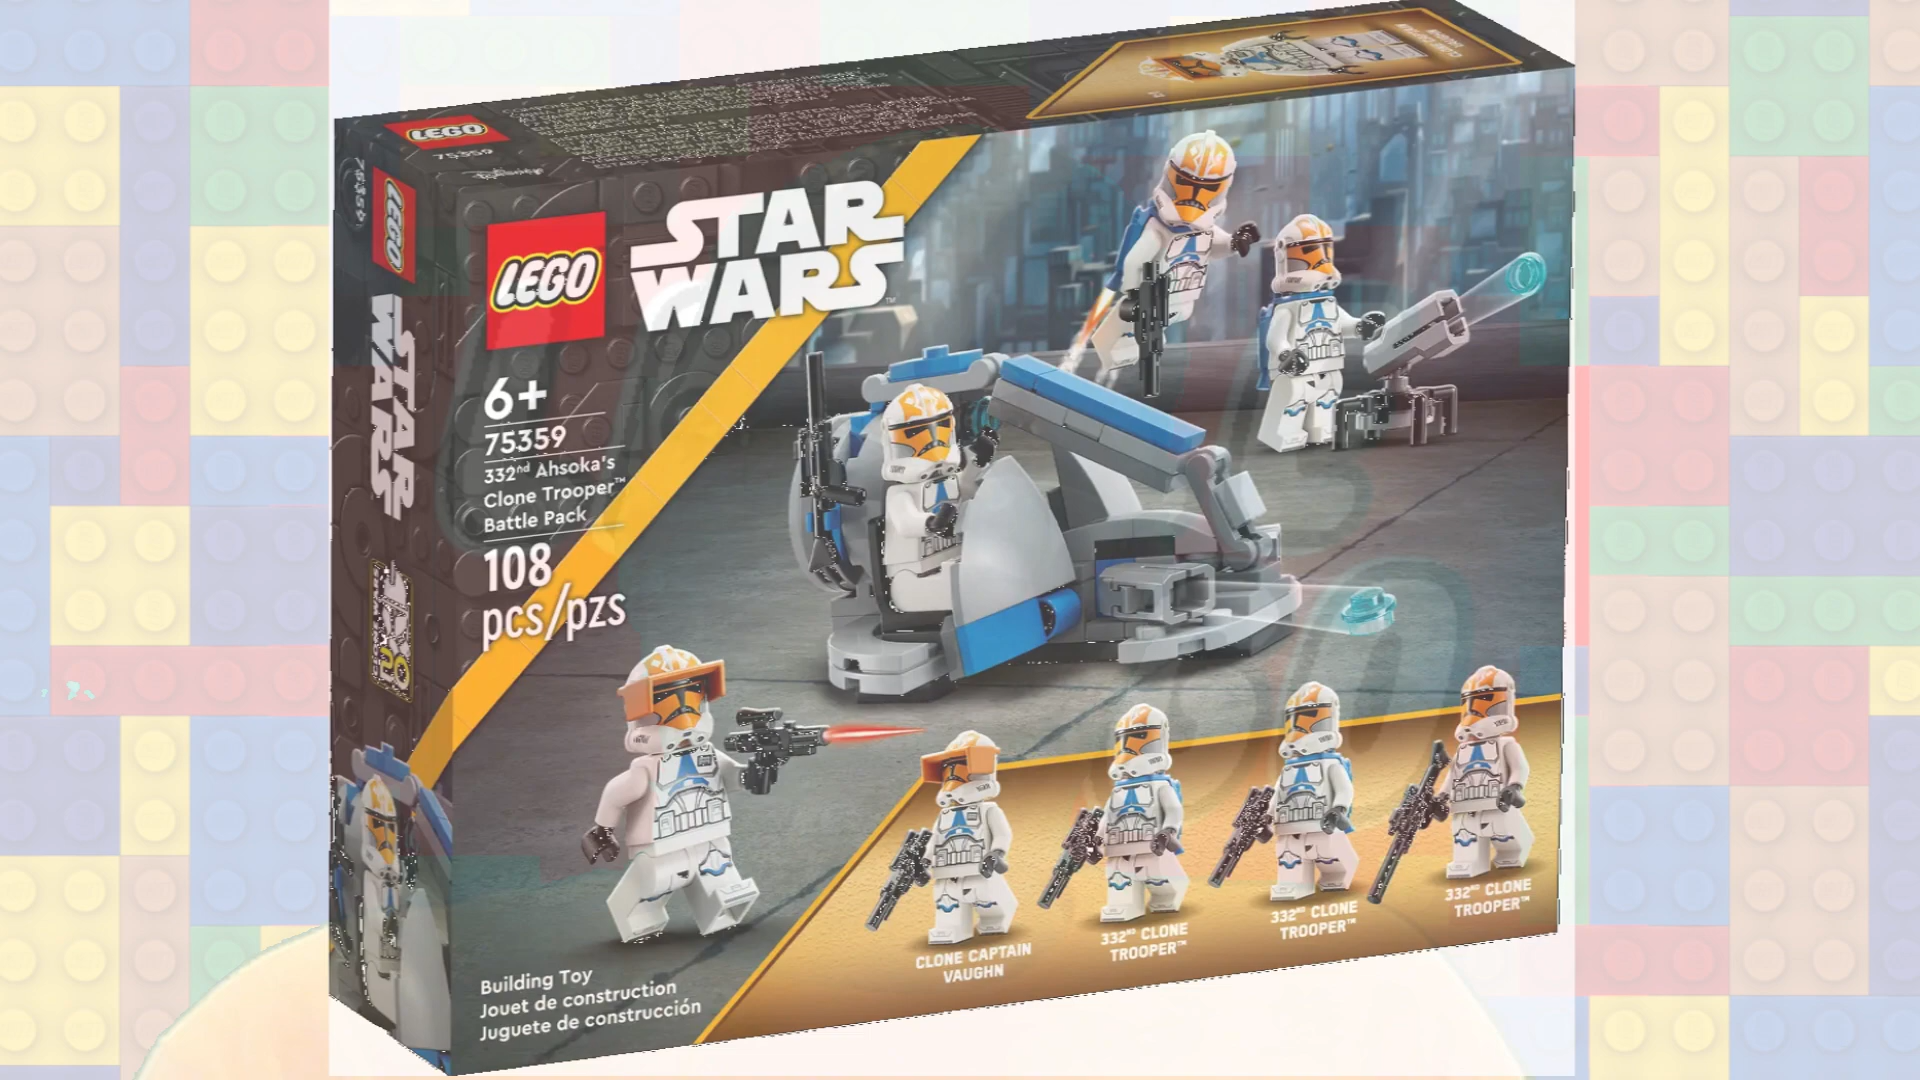 LEGO
75359
75359
LEGO
STAR
WARS
LEGO
STAR
WARS™
6+
75359
332nd Ahsoka's
Clone Trooper™
Battle Pack
108
pcs/pzs
CLONE CAPTAIN
VAUGHN
332ND CLONE
TROOPER™
332ND CLONE
TROOPER™
332ND CLONE
TROOPER™
Building Toy
Jouet de construction
Juguete de construcción